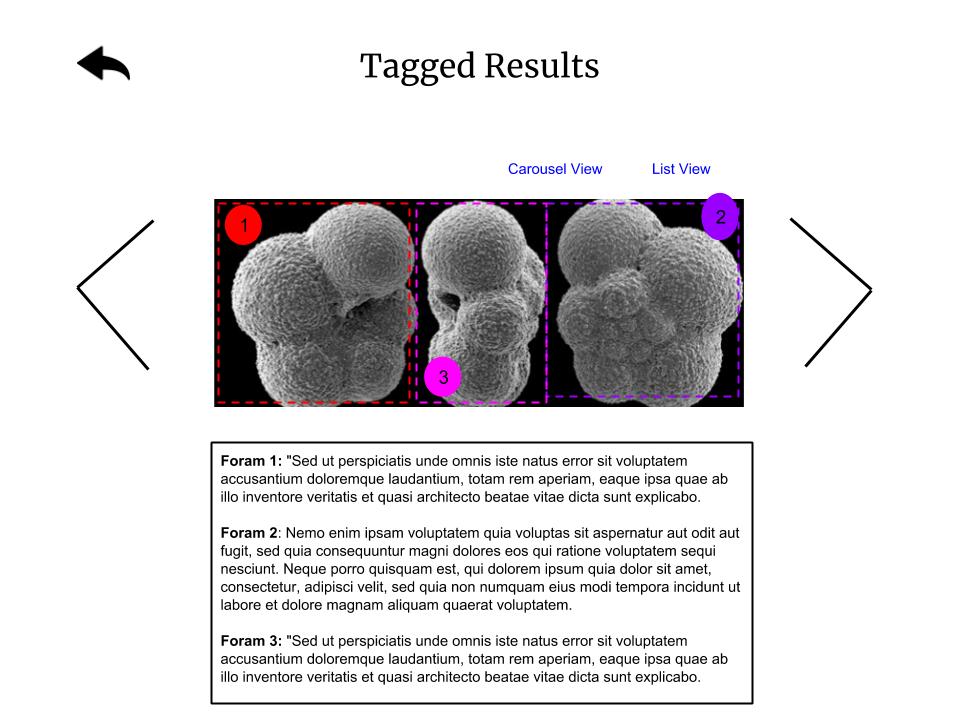 Tagged Results
Carousel View List View
1
2
3
Foram 1: "Sed ut perspiciatis unde omnis iste natus error sit voluptatem
accusantium doloremque laudantium, totam rem aperiam, eaque ipsa quae ab
illo inventore veritatis et quasi architecto beatae vitae dicta sunt explicabo.
Foram 2: Nemo enim ipsam voluptatem quia voluptas sit aspernatur aut odit aut
fugit, sed quia consequuntur magni dolores eos qui ratione voluptatem sequi
nesciunt. Neque porro quisquam est, qui dolorem ipsum quia dolor sit amet,
consectetur, adipisci velit, sed quia non numquam eius modi tempora incidunt ut
labore et dolore magnam aliquam quaerat voluptatem.
Foram 3: "Sed ut perspiciatis unde omnis iste natus error sit voluptatem
accusantium doloremque laudantium, totam rem aperiam, eaque ipsa quae ab
illo inventore veritatis et quasi architecto beatae vitae dicta sunt explicabo.